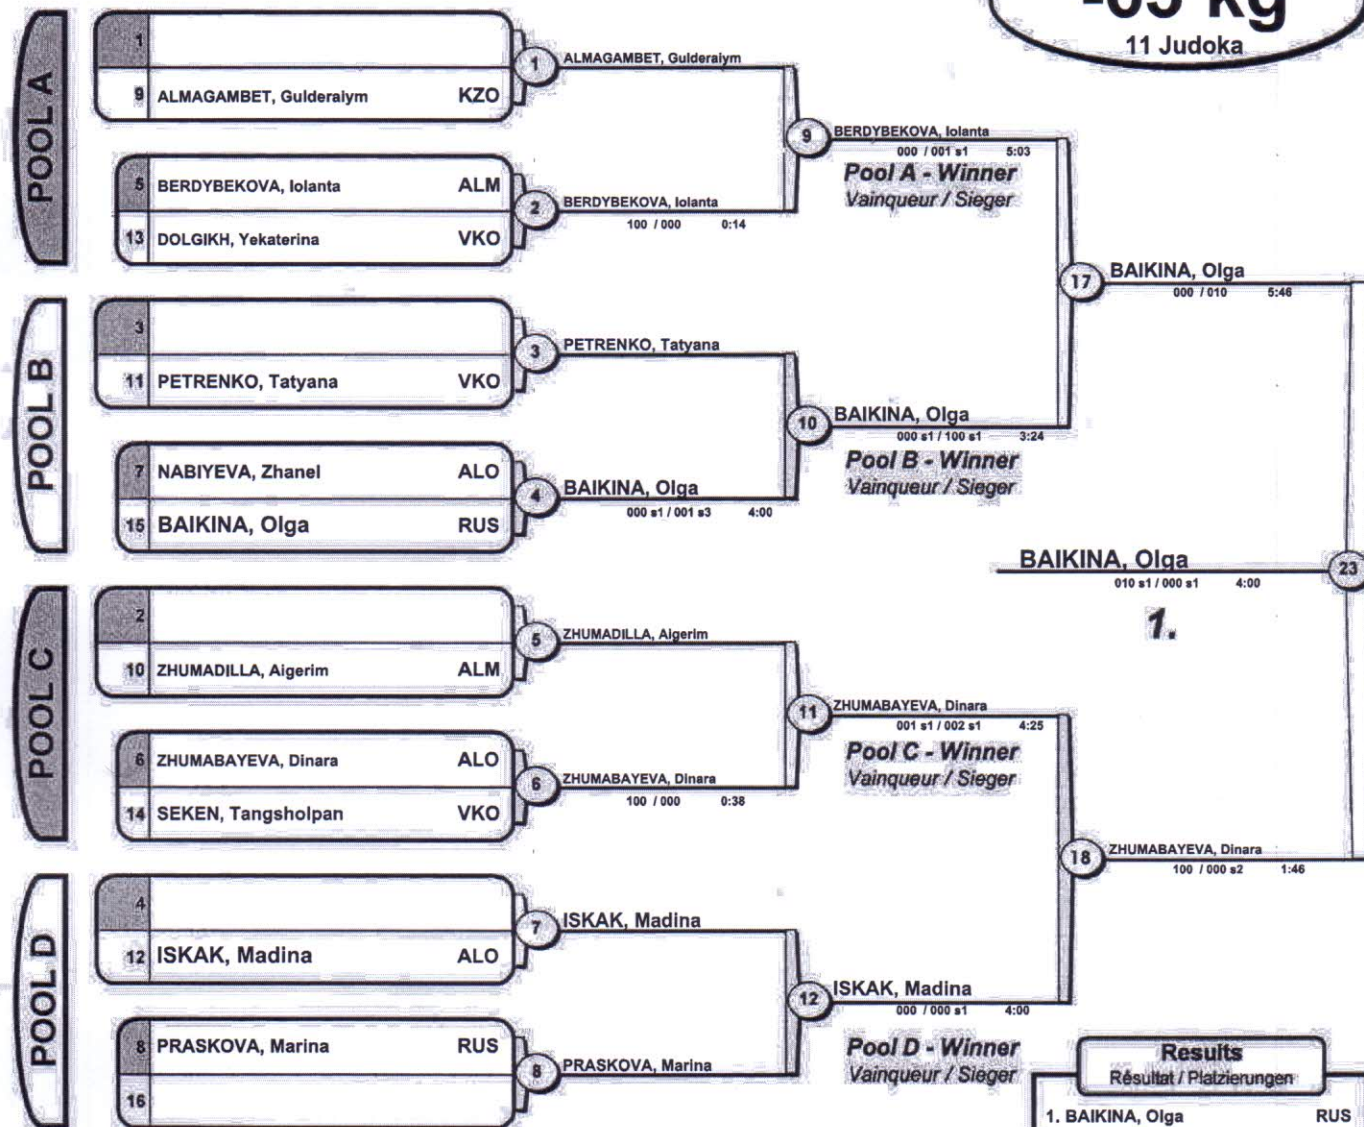 -63 kg
11 Judoka
POOL A
1
9 ALMAGAMBET, Gulderaiym KZO
1 ALMAGAMBET, Gulderaiym
5 BERDYBEKOVA, Iolanta ALM
13 DOLGIKH, Yekaterina VKO
2 BERDYBEKOVA, Iolanta
100 / 000 0:14
9 BERDYBEKOVA, Iolanta
000 / 001 s1 5:03
Pool A - Winner
Vainqueur / Sieger
POOL B
3
11 PETRENKO, Tatyana VKO
3 PETRENKO, Tatyana
7 NABIYEVA, Zhanel ALO
15 BAIKINA, Olga RUS
4 BAIKINA, Olga
000 s1 / 001 s3 4:00
10 BAIKINA, Olga
000 s1 / 100 s1 3:24
Pool B - Winner
Vainqueur / Sieger
17 BAIKINA, Olga
000 / 010 5:46
BAIKINA, Olga 23
010 s1 / 000 s1 4:00
1.
POOL C
2
10 ZHUMADILLA, Aigerim ALM
5 ZHUMADILLA, Aigerim
6 ZHUMABAYEVA, Dinara ALO
14 SEKEN, Tangsholpan VKO
6 ZHUMABAYEVA, Dinara
100 / 000 0:38
11 ZHUMABAYEVA, Dinara
001 s1 / 002 s1 4:25
Pool C - Winner
Vainqueur / Sieger
18 ZHUMABAYEVA, Dinara
100 / 000 s2 1:46
POOL D
4
12 ISKAK, Madina ALO
7 ISKAK, Madina
8 PRASKOVA, Marina RUS
16
8 PRASKOVA, Marina
12 ISKAK, Madina
000 / 000 s1 4:00
Pool D - Winner
Vainqueur / Sieger
Results
Résultat / Platzierungen
1. BAIKINA, Olga RUS